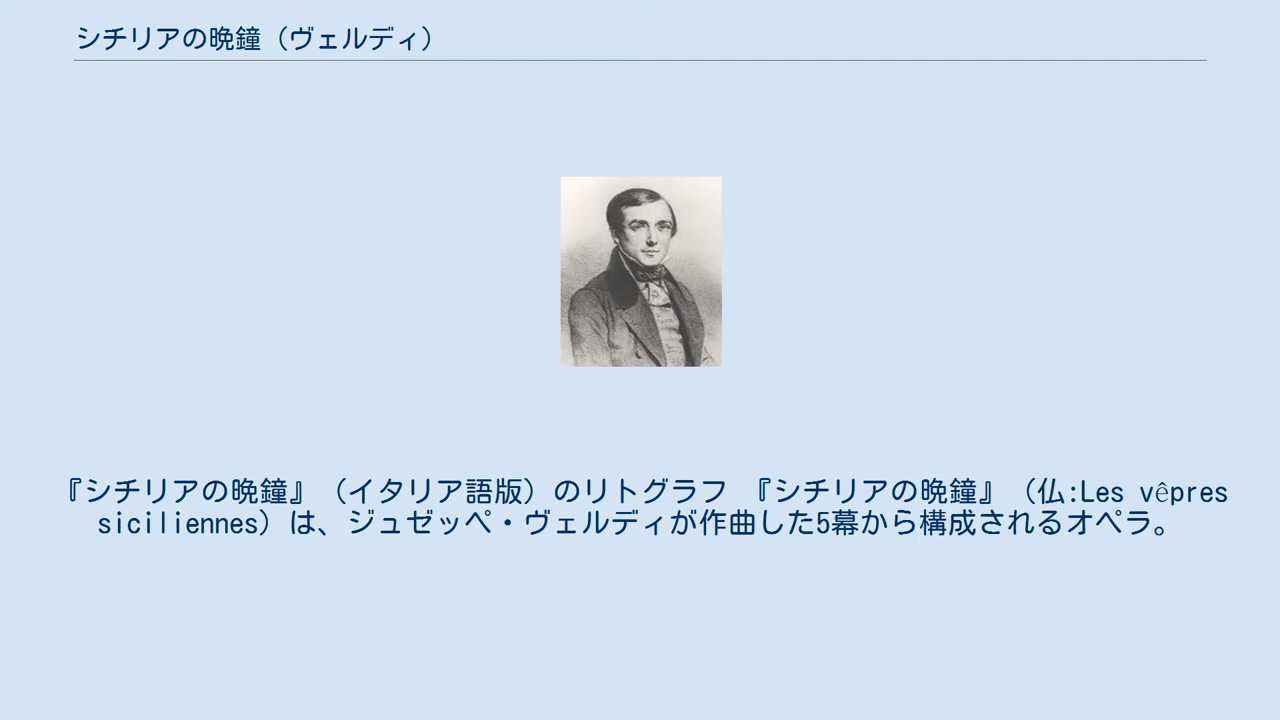 シチリアの晩鐘（ヴェルディ）
『シチリアの晩鐘』（イタリア語版）のリトグラフ 『シチリアの晩鐘』（仏:Les vêpres
siciliennes）は、ジュゼッペ・ヴェルディが作曲した5幕から構成されるオペラ。